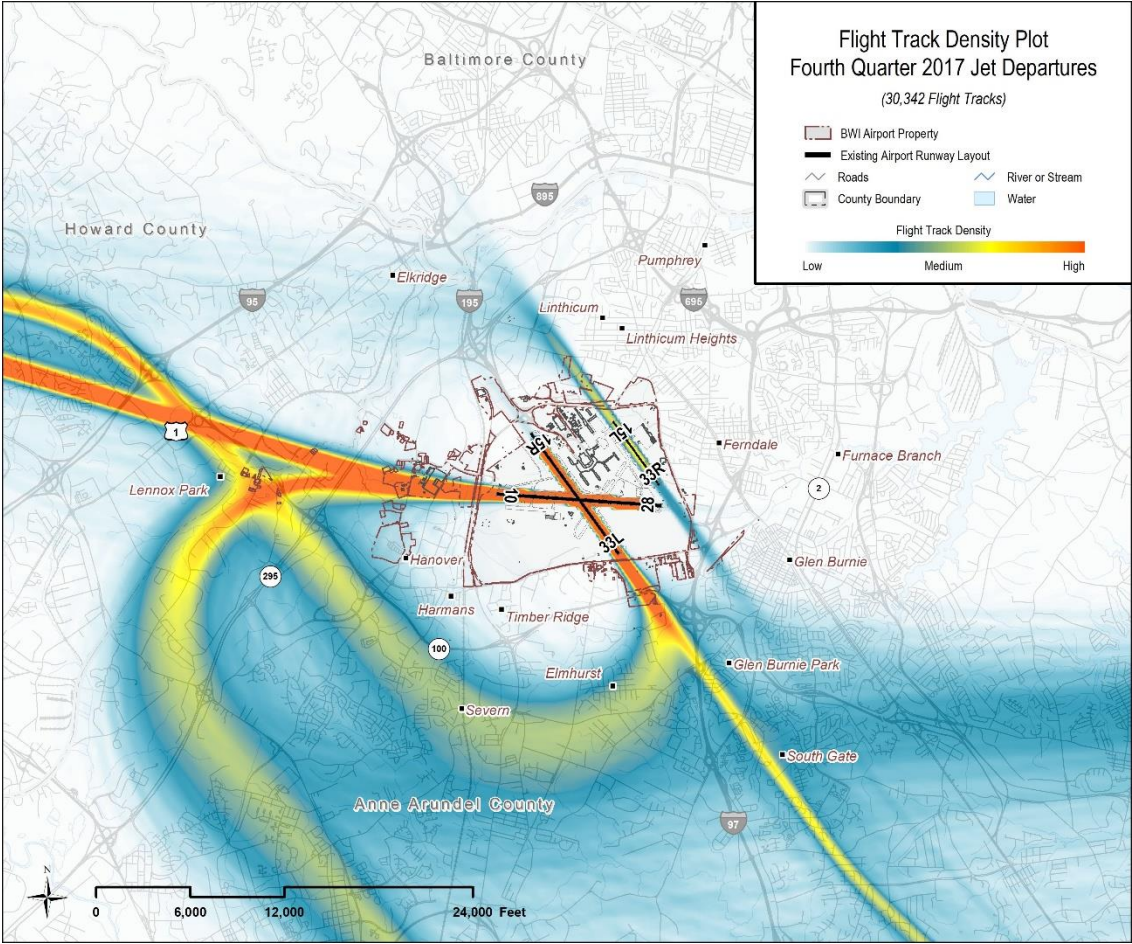 Flight Track Density Plot
Fourth Quarter 2017 Jet Departures
(30,342 Flight Tracks)
BWI Airport Property
Existing Airport Runway Layout
Roads
River or Stream
County Boundary
Water
Flight Track Density
Low
Medium
High
Baltimore County
895
Howard County
Pumphrey
Elkridge
95
195
695
Linthicum
Linthicum Heights
1
15R
15L
Ferndale
Furnace Branch
Lennox Park
33R
2
10
28
33L
Hanover
Glen Burnie
295
Harmans
Timber Ridge
100
Glen Burnie Park
Elmhurst
Severn
South Gate
Anne Arundel County
97
N
0
6,000
12,000
24,000 Feet